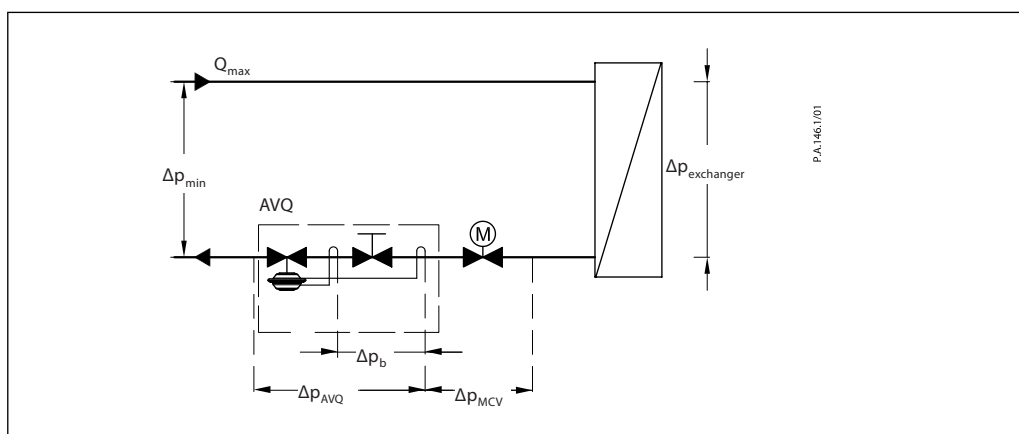 Qmax
Δpmin
Δpexchanger
P.A.146.1/01
AVQ
M
Δpb
ΔpAVQ
ΔpMCV